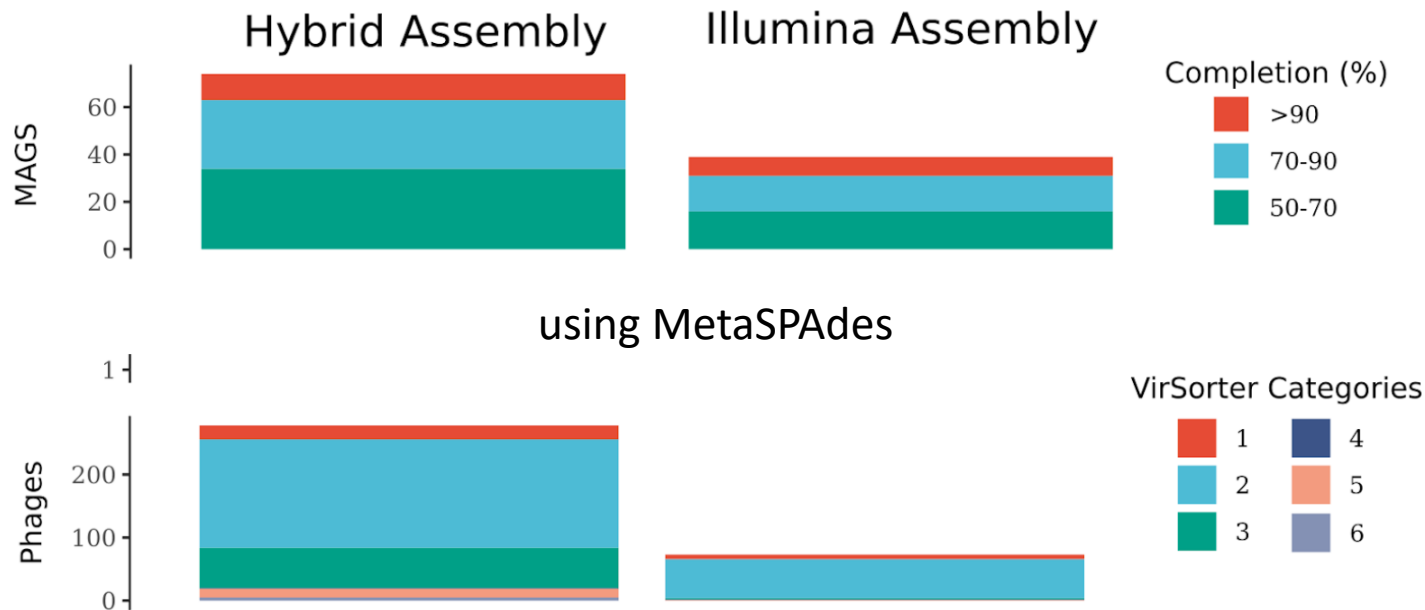 Hybrid Assembly
Illumina Assembly
MAGS
60
40
20
0
Completion (%)
>90
70-90
50-70
using MetaSPAdes
1
Phages
200
100
0
VirSorter Categories
1 4
2 5
3 6